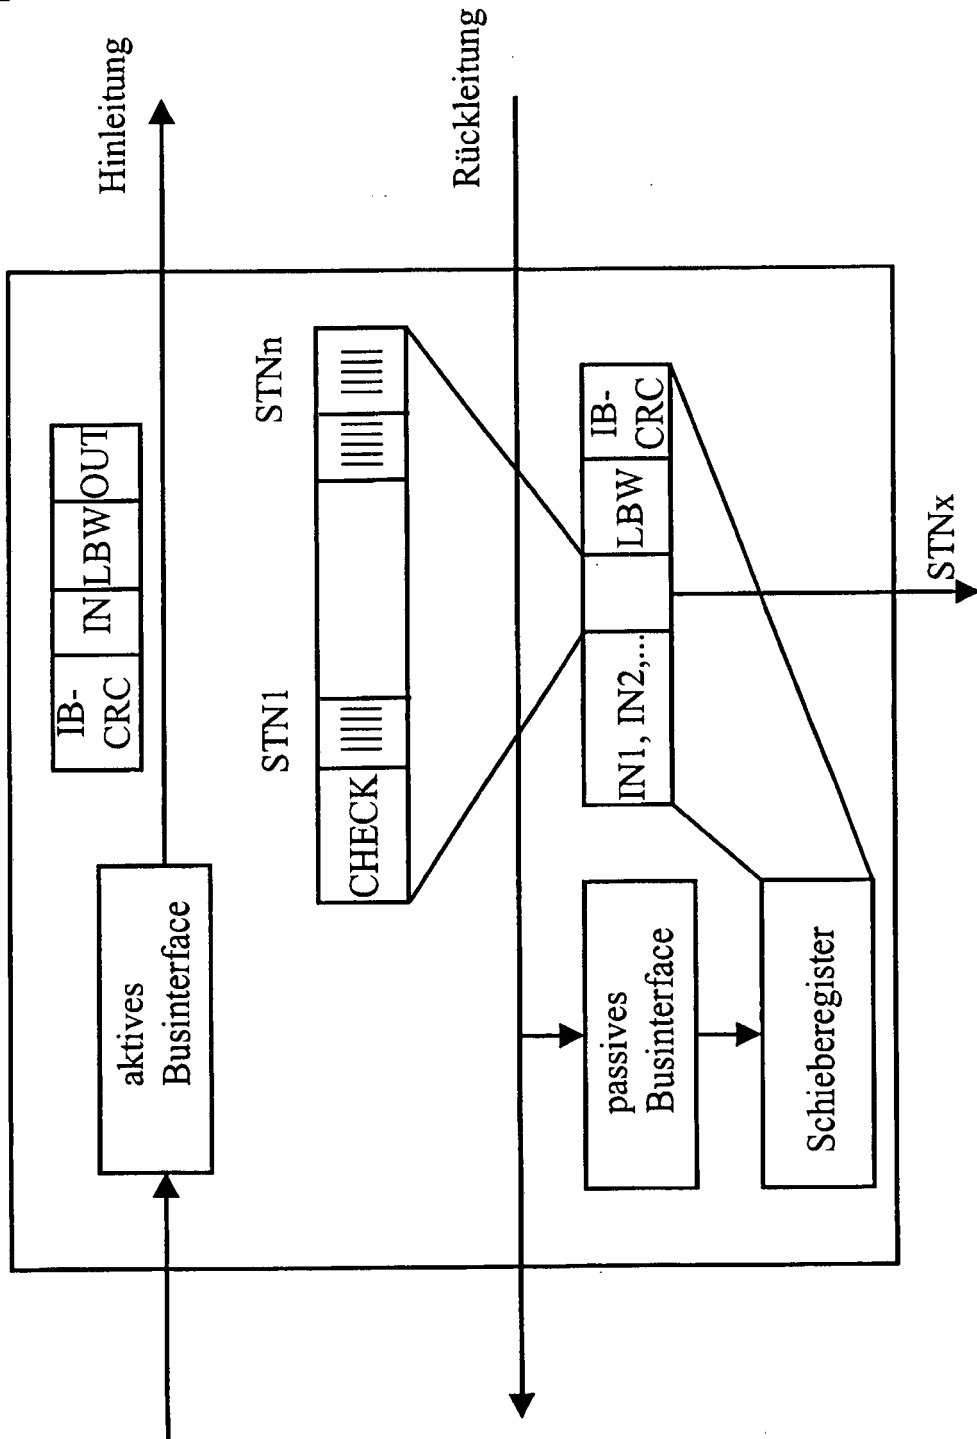 Hinleitung
Rückleitung
aktives
Businterface
IB-
CRC
IN
LBW
OUT
STN1
STNn
CHECK
passives
Businterface
IN1, IN2,...
LBW
IB-
CRC
Schieberegister
STNx